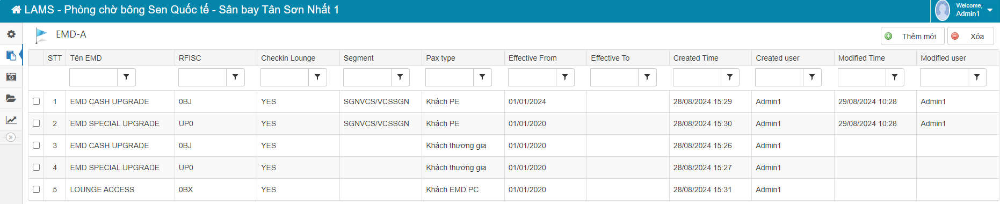 LAMS - Phòng chờ bông Sen Quốc tế - Sân bay Tân Sơn Nhất 1
Welcome,
Admin1
EMD-A
Thêm mới
Xóa
STT Tên EMD RFISC Checkin Lounge Segment Pax type Effective From Effective To Created Time Created user Modified Time Modified user
1 EMD CASH UPGRADE 0BJ YES SGNVCS/VCSSGN Khách PE 01/01/2024 28/08/2024 15:29 Admin1 29/08/2024 10:28 Admin1
2 EMD SPECIAL UPGRADE UP0 YES SGNVCS/VCSSGN Khách PE 01/01/2020 28/08/2024 15:30 Admin1 29/08/2024 10:28 Admin1
3 EMD CASH UPGRADE 0BJ YES Khách thương gia 01/01/2020 28/08/2024 15:26 Admin1
4 EMD SPECIAL UPGRADE UP0 YES Khách thương gia 01/01/2020 28/08/2024 15:27 Admin1
5 LOUNGE ACCESS 0BX YES Khách EMD PC 01/01/2020 28/08/2024 15:31 Admin1